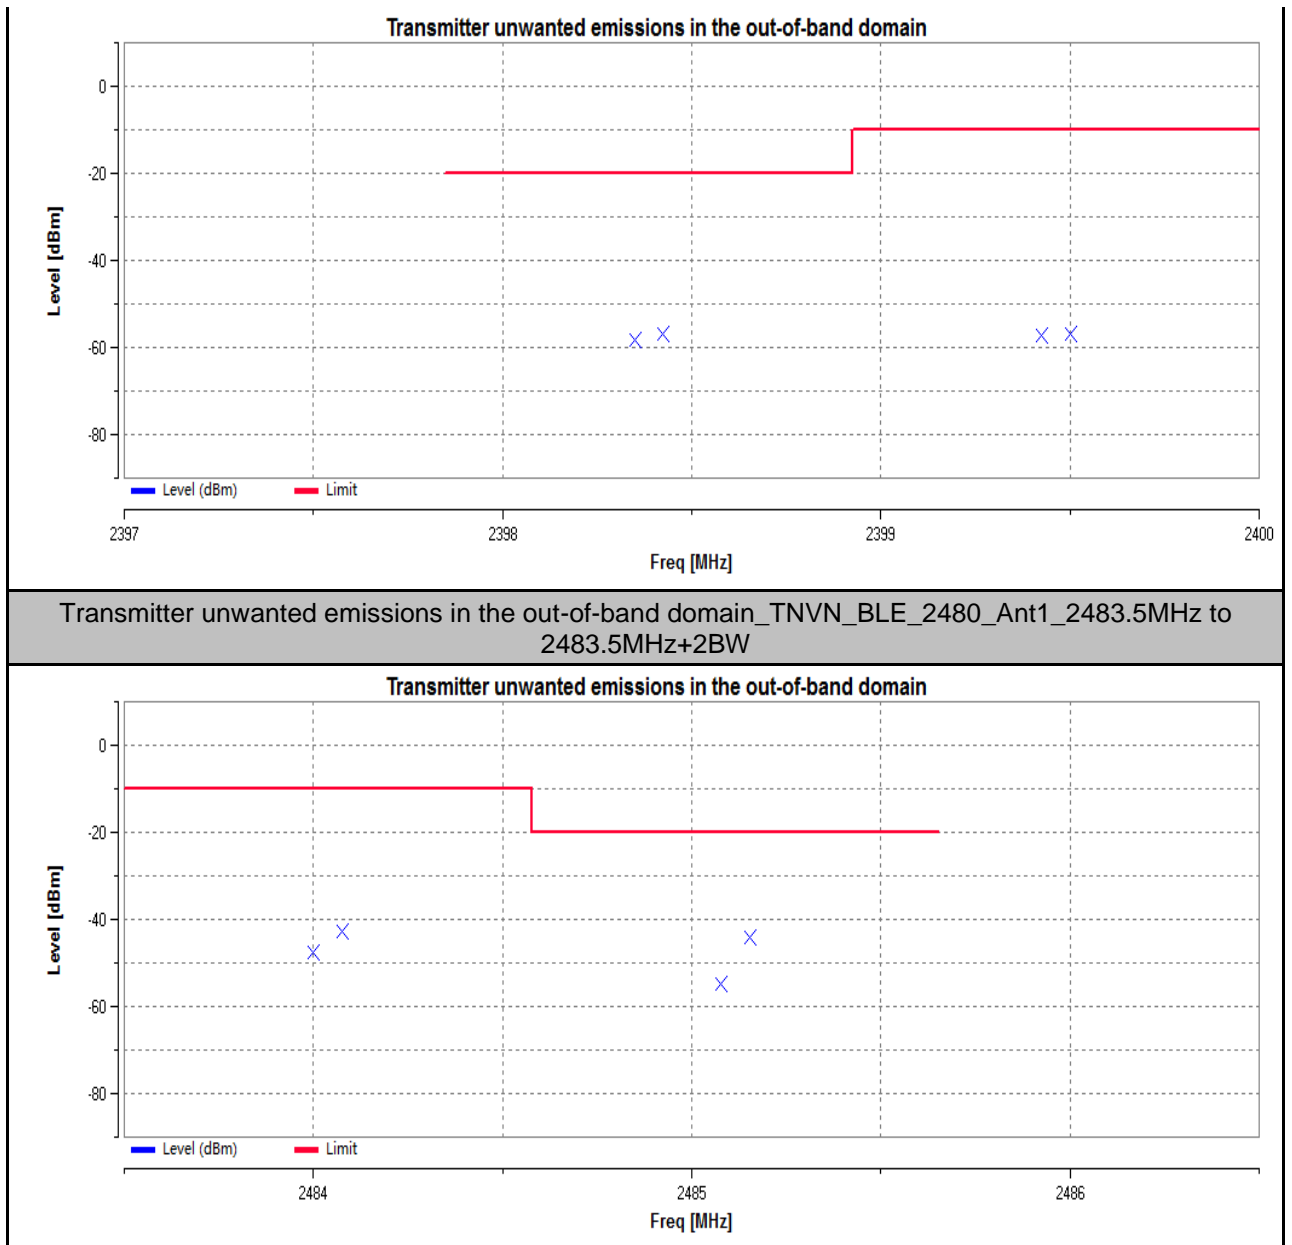 Transmitter unwanted emissions in the out-of-band domain
0
-20
-40
-60
-80
Level [dBm]
Level (dBm) Limit
2397 2398 2399 2400
Freq [MHz]
Transmitter unwanted emissions in the out-of-band domain_TNVN_BLE_2480_Ant1_2483.5MHz to
2483.5MHz+2BW
Transmitter unwanted emissions in the out-of-band domain
0
-20
-40
-60
-80
Level [dBm]
Level (dBm) Limit
2484 2485 2486
Freq [MHz]